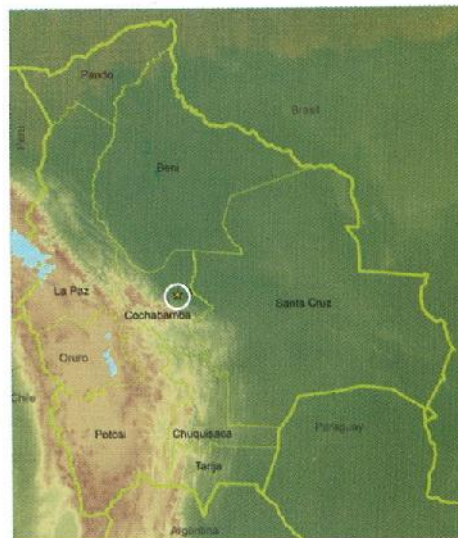 Pando
Brasil
Peru
Beni
La Paz
Santa Cruz
Cochabamba
Oruro
Chile
Potosi
Chuquisaca
Paraguay
Tarija
Argentina